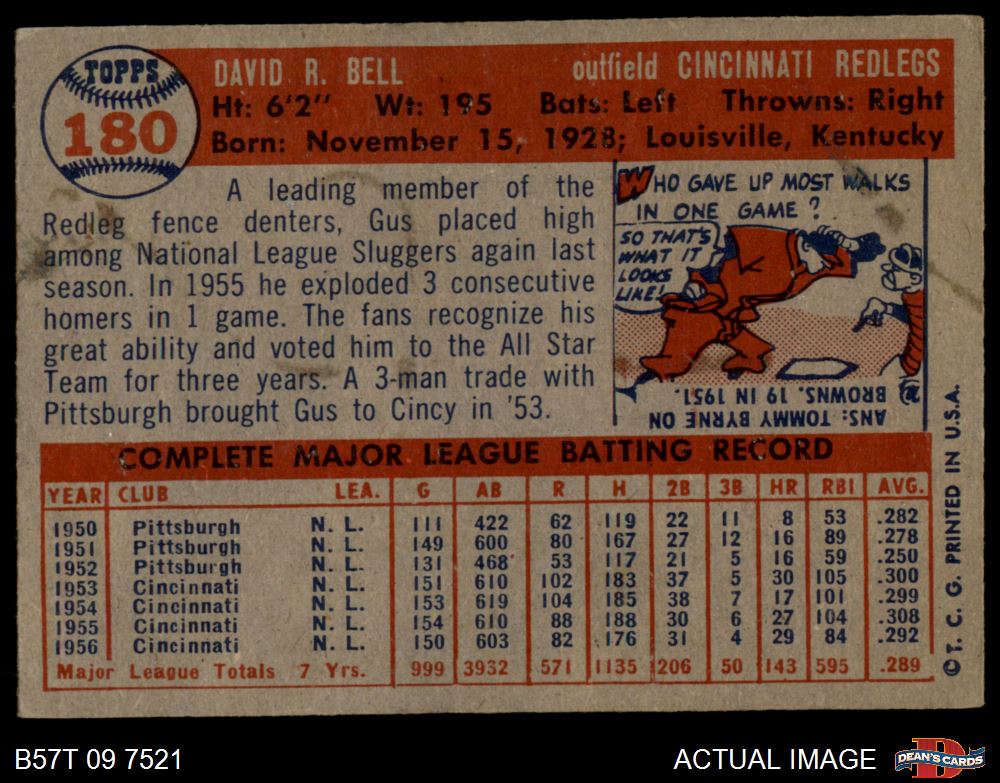 TOPPS
180
DAVID R. BELL outfield CINCINNATI REDLEGS
Ht: 6'2" Wt: 195 Bats: Left Throwns: Right
Born: November 15, 1928; Louisville, Kentucky
A leading member of the
Redleg fence denters, Gus placed high
among National League Sluggers again last
season. In 1955 he exploded 3 consecutive
homers in 1 game. The fans recognize his
great ability and voted him to the All Star
Team for three years. A 3-man trade with
Pittsburgh brought Gus to Cincy in '53.
WHO GAVE UP MOST WALKS
IN ONE GAME?
SO THAT'S
WHAT IT
LOOKS
LIKE!
ANS: TOMMY BYRNE ON
BROWNS, 19 IN 1951.
COMPLETE MAJOR LEAGUE BATTING RECORD
YEAR CLUB LEA. G AB R H 2B 3B HR RBI AVG.
1950 Pittsburgh N. L. 111 422 62 119 22 11 8 53 .282
1951 Pittsburgh N. L. 149 600 80 167 27 12 16 89 .278
1952 Pittsburgh N. L. 131 468 53 117 21 5 16 59 .250
1953 Cincinnati N. L. 151 610 102 183 37 5 30 105 .300
1954 Cincinnati N. L. 153 619 104 185 38 7 17 101 .299
1955 Cincinnati N. L. 154 610 88 188 30 6 27 104 .308
1956 Cincinnati N. L. 150 603 82 176 31 4 29 84 .292
Major League Totals 7 Yrs. 999 3932 571 1135 206 50 143 595 .289
©T. C. G. PRINTED IN U.S.A.
B57T 09 7521
ACTUAL IMAGE
D
DEAN'S CARDS